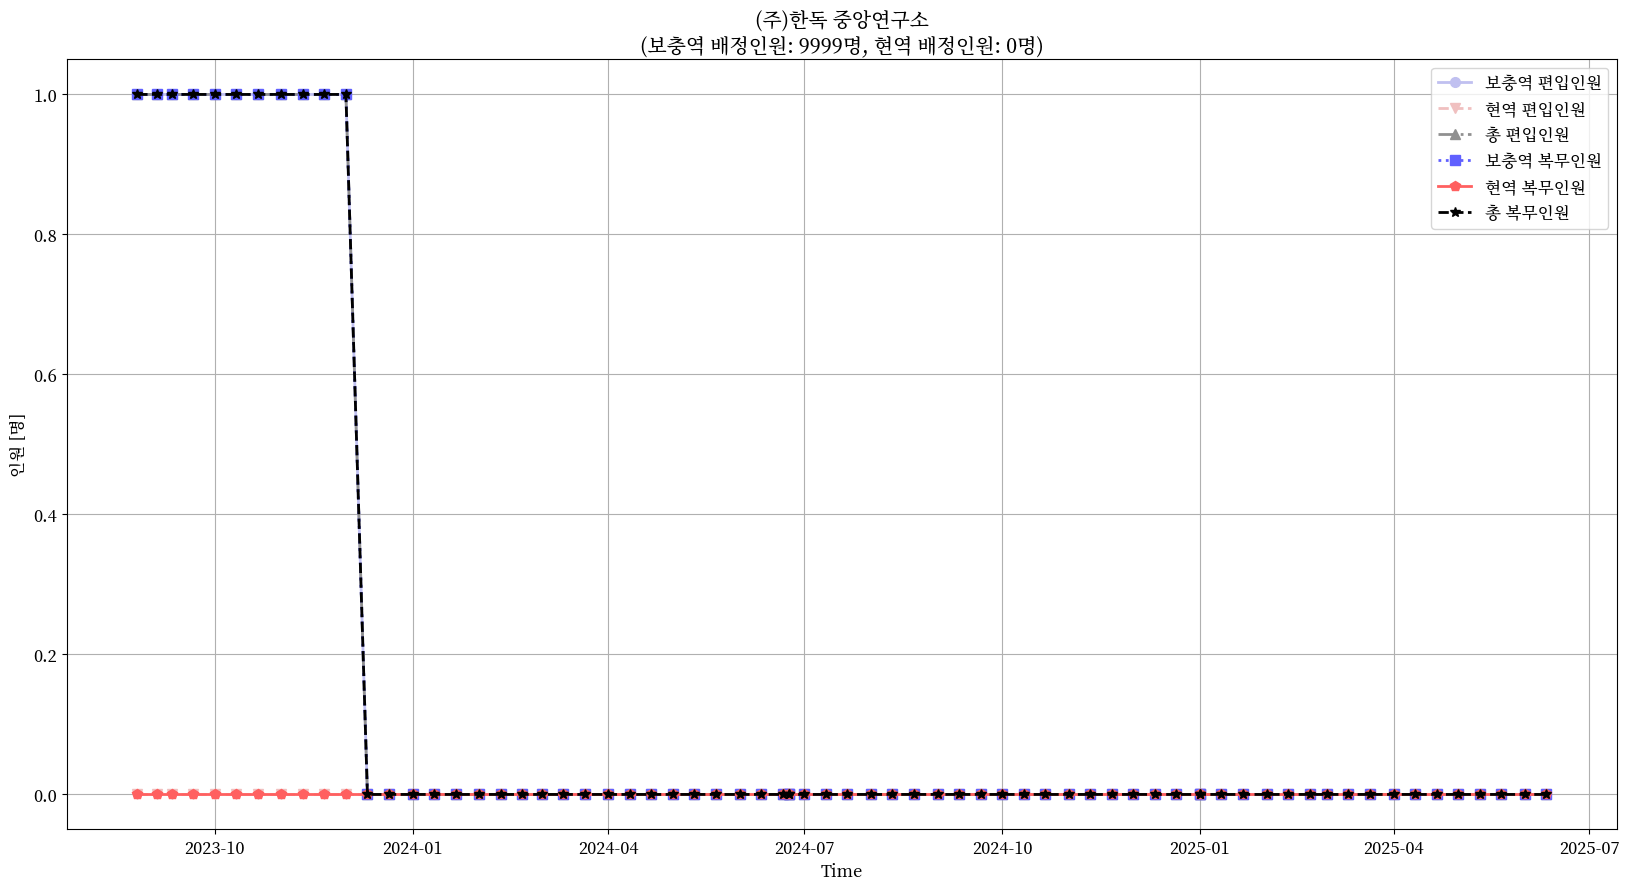 (주)한독 중앙연구소
(보충역 배정인원: 9999명, 현역 배정인원: 0명)
보충역 편입인원
현역 편입인원
총 편입인원
보충역 복무인원
현역 복무인원
총 복무인원
인원 [명]
1.0
0.8
0.6
0.4
0.2
0.0
2023-10
2024-01
2024-04
2024-07
2024-10
2025-01
2025-04
2025-07
Time